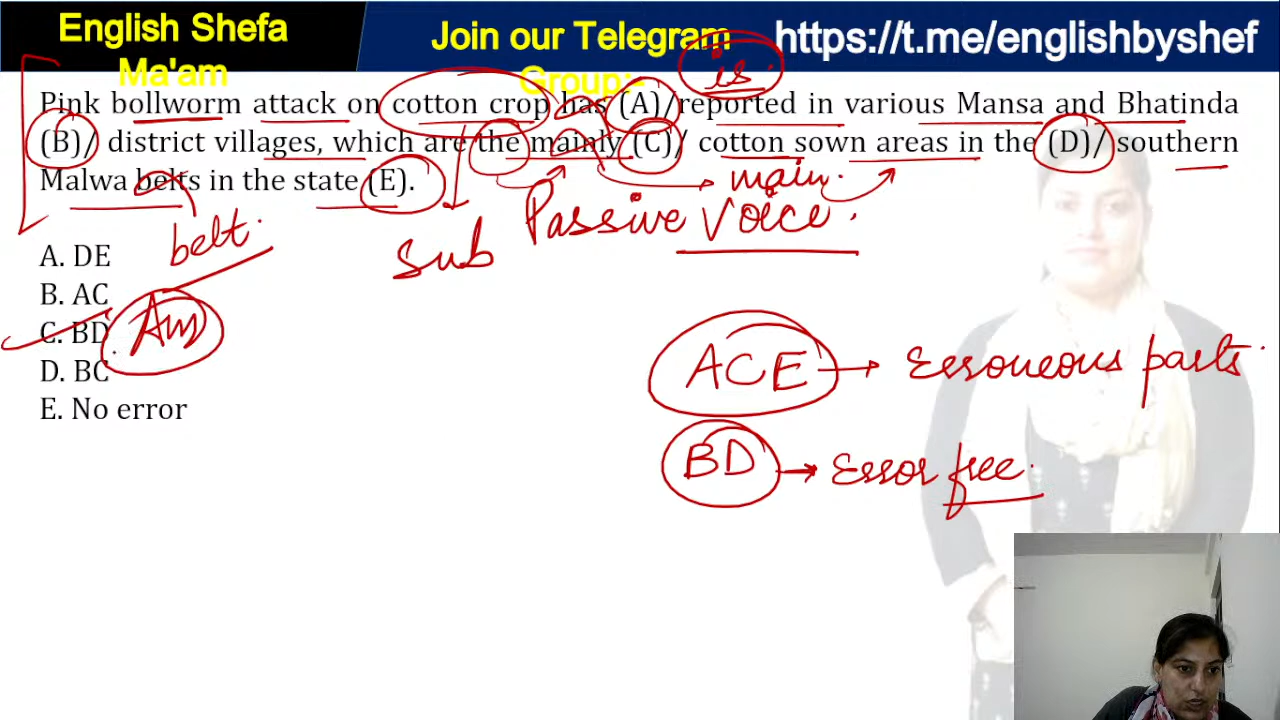 English Shefa
Ma'am
Join our Telegram
Group:-
https://t.me/englishbyshef
is.
Pink bollworm attack on cotton crop has (A)/reported in various Mansa and Bhatinda
(B)/ district villages, which are the mainly (C)/ cotton sown areas in the (D)/ southern
Malwa belts in the state (E).
main.
belt.
Sub
Passive Voice.
A. DE
B. AC
C. BD
Ans
D. BC
E. No error
ACE → Erroneous parts.
BD → Error free.